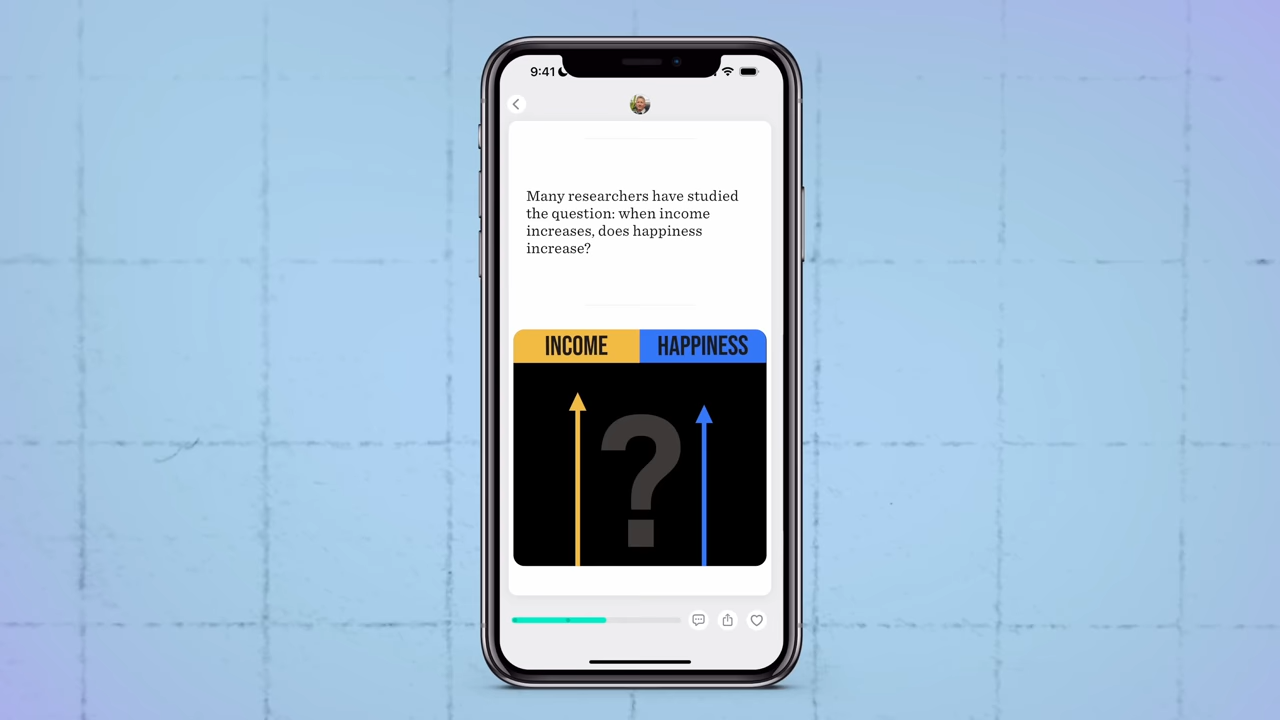 9:41
Many researchers have studied
the question: when income
increases, does happiness
increase?
INCOME
HAPPINESS
?